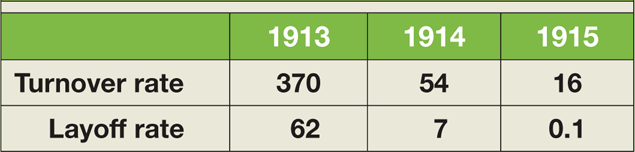 1913 1914 1915
Turnover rate 370 54 16
Layoff rate 62 7 0.1